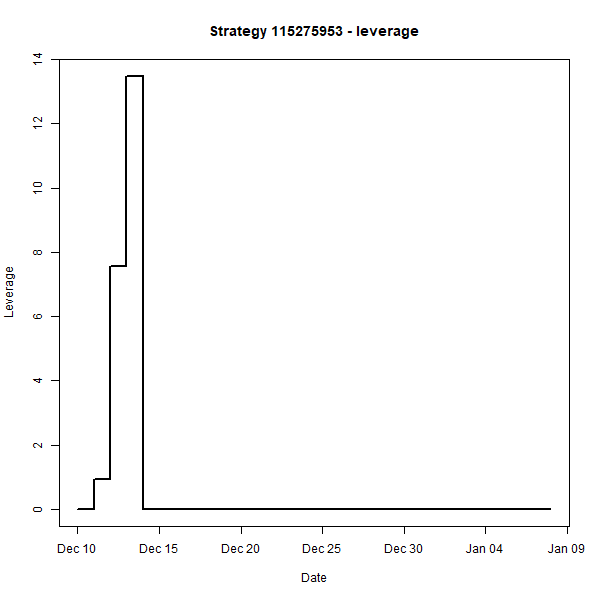 Strategy 115275953 - leverage
14
12
10
8
6
4
2
0
Leverage
Dec 10
Dec 15
Dec 20
Dec 25
Dec 30
Jan 04
Jan 09
Date